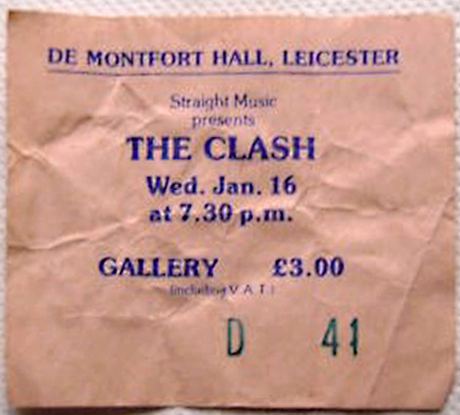 DE MONTFORT HALL, LEICESTER
Straight Music
presents
THE CLASH
Wed. Jan. 16
at 7.30 p.m.
GALLERY £3.00
(including V.A.T.)
D 41